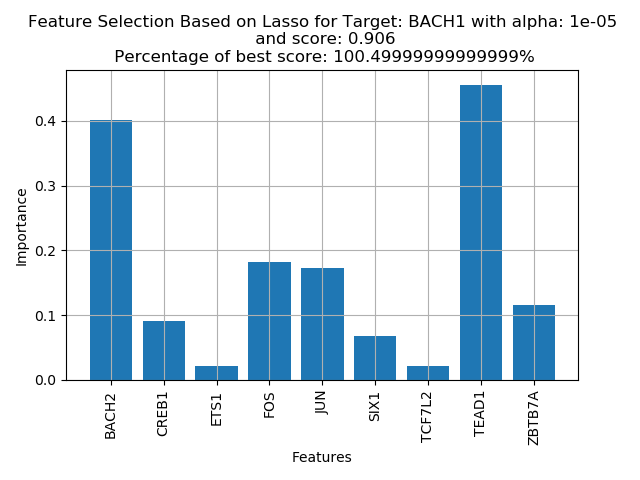 Feature Selection Based on Lasso for Target: BACH1 with alpha: 1e-05
and score: 0.906
Percentage of best score: 100.49999999999999%
0.4
0.3
0.2
0.1
0.0
Importance
BACH2
CREB1
ETS1
FOS
JUN
SIX1
TCF7L2
TEAD1
ZBTB7A
Features